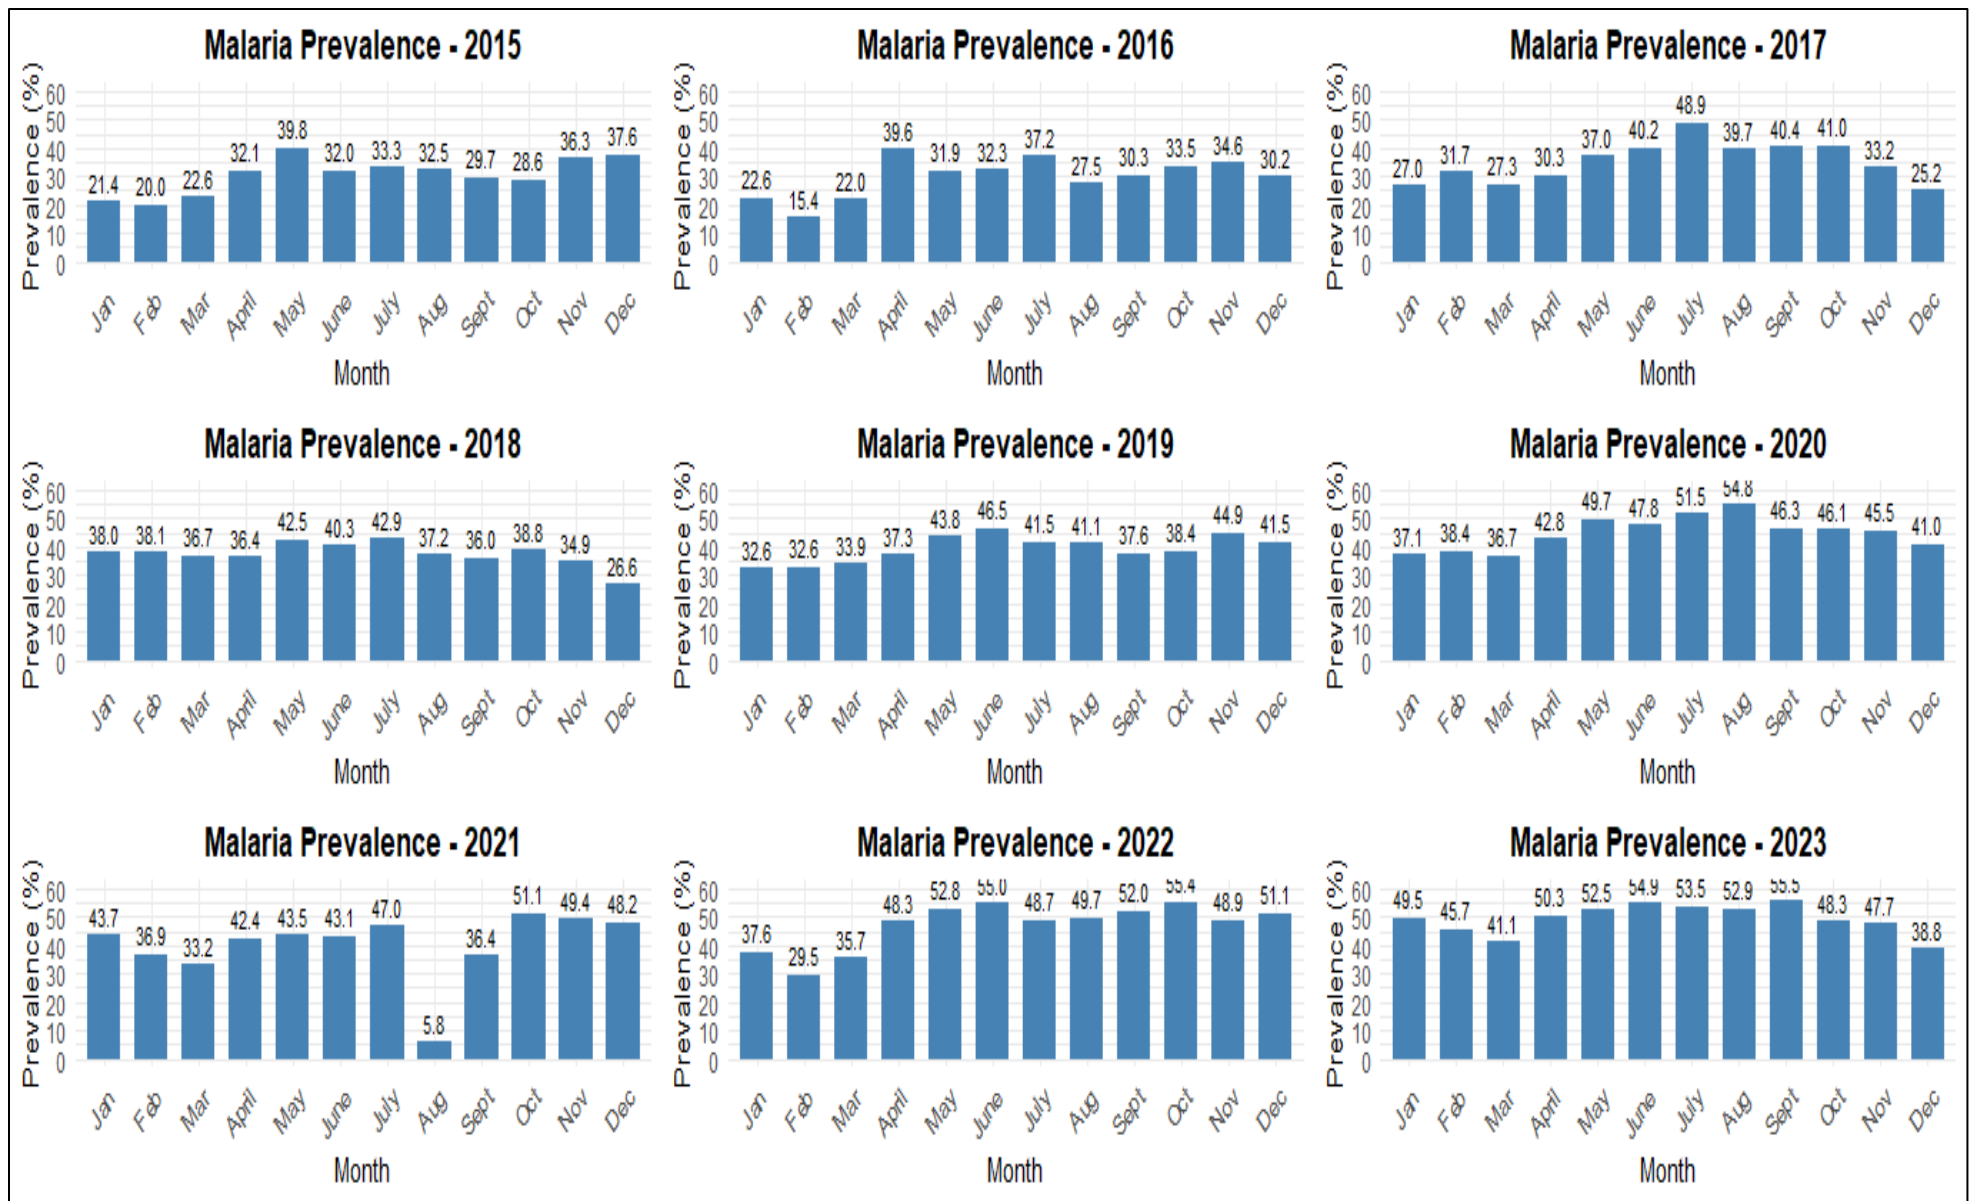 Malaria Prevalence - 2015
Prevalence (%)
60
50
40
30
20
10
0
21.4 20.0 22.6 32.1 39.8 32.0 33.3 32.5 29.7 28.6 36.3 37.6
Jan Feb Mar April May June July Aug Sept Oct Nov Dec
Month
Malaria Prevalence - 2016
Prevalence (%)
60
50
40
30
20
10
0
22.6 15.4 22.0 39.6 31.9 32.3 37.2 27.5 30.3 33.5 34.6 30.2
Jan Feb Mar April May June July Aug Sept Oct Nov Dec
Month
Malaria Prevalence - 2017
Prevalence (%)
60
50
40
30
20
10
0
27.0 31.7 27.3 30.3 37.0 40.2 48.9 39.7 40.4 41.0 33.2 25.2
Jan Feb Mar April May June July Aug Sept Oct Nov Dec
Month
Malaria Prevalence - 2018
Prevalence (%)
60
50
40
30
20
10
0
38.0 38.1 36.7 36.4 42.5 40.3 42.9 37.2 36.0 38.8 34.9 26.6
Jan Feb Mar April May June July Aug Sept Oct Nov Dec
Month
Malaria Prevalence - 2019
Prevalence (%)
60
50
40
30
20
10
0
32.6 32.6 33.9 37.3 43.8 46.5 41.5 41.1 37.6 38.4 44.9 41.5
Jan Feb Mar April May June July Aug Sept Oct Nov Dec
Month
Malaria Prevalence - 2020
Prevalence (%)
60
50
40
30
20
10
0
37.1 38.4 36.7 42.8 49.7 47.8 51.5 54.8 46.3 46.1 45.5 41.0
Jan Feb Mar April May June July Aug Sept Oct Nov Dec
Month
Malaria Prevalence - 2021
Prevalence (%)
60
50
40
30
20
10
0
43.7 36.9 33.2 42.4 43.5 43.1 47.0 5.8 36.4 51.1 49.4 48.2
Jan Feb Mar April May June July Aug Sept Oct Nov Dec
Month
Malaria Prevalence - 2022
Prevalence (%)
60
50
40
30
20
10
0
37.6 29.5 35.7 48.3 52.8 55.0 48.7 49.7 52.0 55.4 48.9 51.1
Jan Feb Mar April May June July Aug Sept Oct Nov Dec
Month
Malaria Prevalence - 2023
Prevalence (%)
60
50
40
30
20
10
0
49.5 45.7 41.1 50.3 52.5 54.9 53.5 52.9 55.5 48.3 47.7 38.8
Jan Feb Mar April May June July Aug Sept Oct Nov Dec
Month